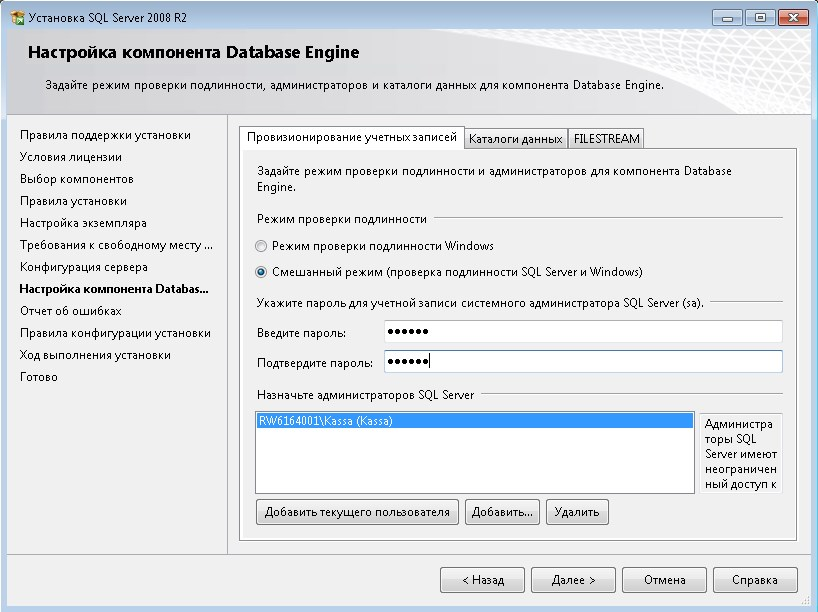 Установка SQL Server 2008 R2
Настройка компонента Database Engine
Задайте режим проверки подлинности, администраторов и каталоги данных для компонента Database Engine.
Правила поддержки установки
Условия лицензии
Выбор компонентов
Правила установки
Настройка экземпляра
Требования к свободному месту ...
Конфигурация сервера
Настройка компонента Databas...
Отчет об ошибках
Правила конфигурации установки
Ход выполнения установки
Готово
Провизионирование учетных записей
Каталоги данных
FILESTREAM
Задайте режим проверки подлинности и администраторов для компонента Database
Engine.
Режим проверки подлинности
Режим проверки подлинности Windows
Смешанный режим (проверка подлинности SQL Server и Windows)
Укажите пароль для учетной записи системного администратора SQL Server (sa).
Введите пароль: ●●●●●●
Подтвердите пароль: ●●●●●●
Назначьте администраторов SQL Server
RW6164001\Kassa (Kassa)
Администра
торы SQL
Server имеют
неограничен
ный доступ к
Добавить текущего пользователя
Добавить...
Удалить
< Назад
Далее >
Отмена
Справка